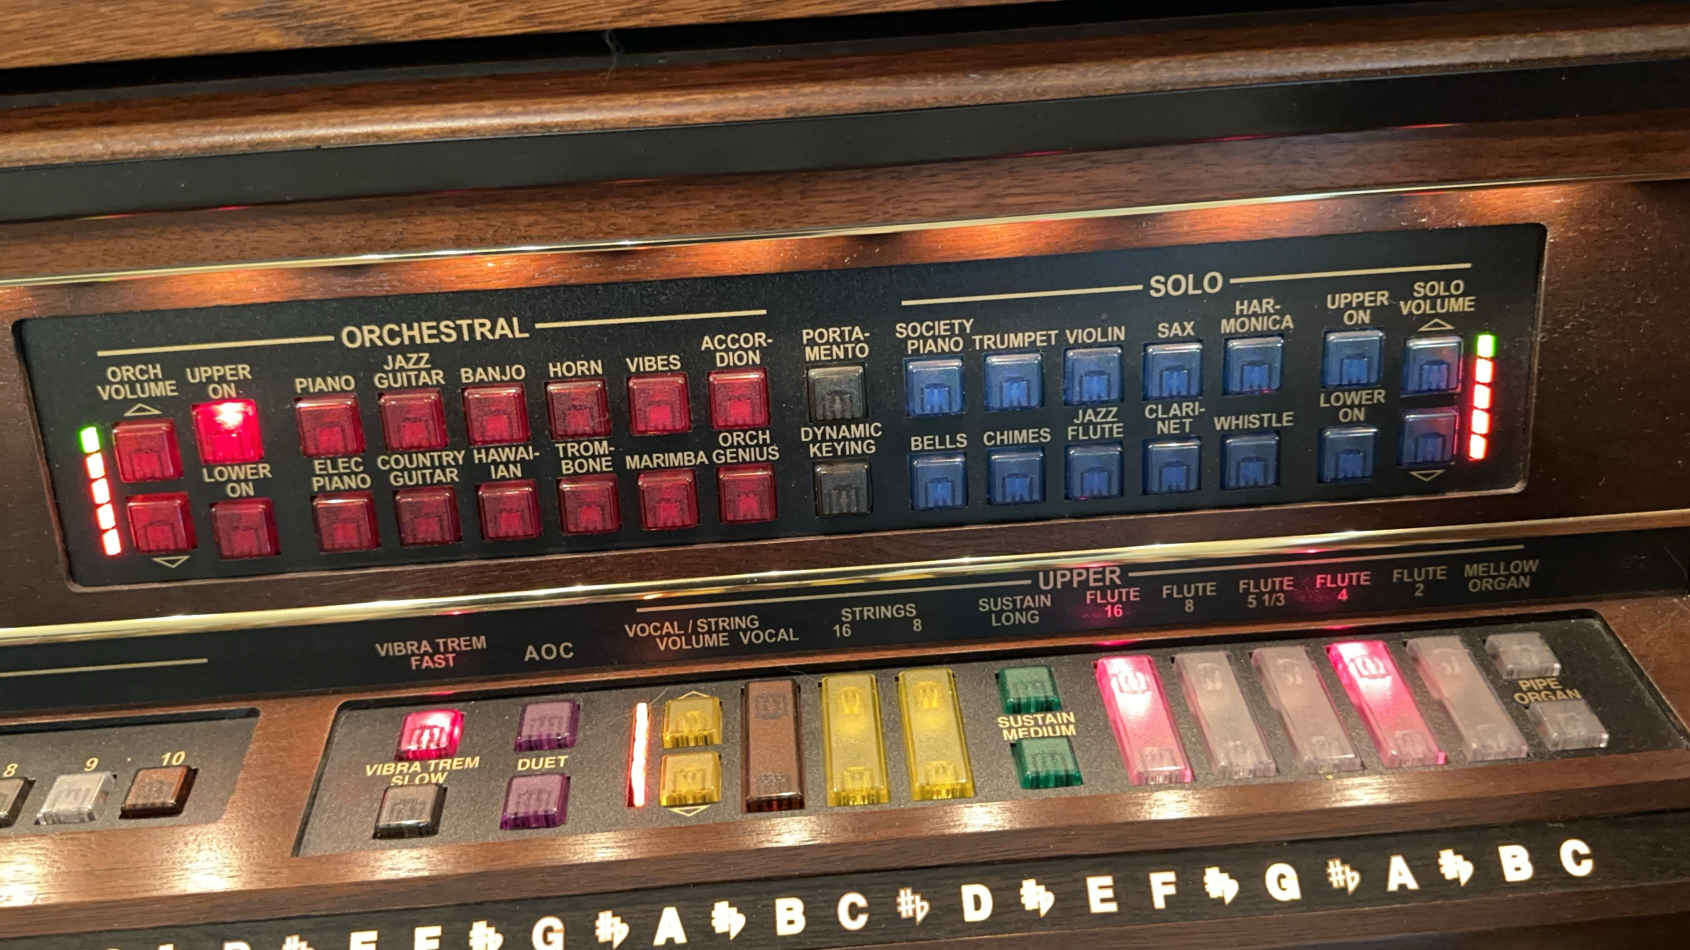 ORCHESTRAL
ORCH
VOLUME
UPPER
ON
PIANO
JAZZ
GUITAR
BANJO
HORN
VIBES
ACCOR-
DION
LOWER
ON
ELEC
PIANO
COUNTRY
GUITAR
HAWAI-
IAN
TROM-
BONE
MARIMBA
ORCH
GENIUS
PORTA-
MENTO
DYNAMIC
KEYING
SOLO
SOCIETY
PIANO
TRUMPET
VIOLIN
SAX
HAR-
MONICA
UPPER
ON
SOLO
VOLUME
BELLS
CHIMES
JAZZ
FLUTE
CLARI-
NET
WHISTLE
LOWER
ON
UPPER
VIBRA TREM
FAST
AOC
VOCAL / STRING
VOLUME
VOCAL
STRINGS
16 8
SUSTAIN
LONG
FLUTE
16
FLUTE
8
FLUTE
5 1/3
FLUTE
4
FLUTE
2
MELLOW
ORGAN
8 9 10
VIBRA TREM
SLOW
DUET
SUSTAIN
MEDIUM
PIPE
ORGAN
E F #♭ G #♭ A #♭ B C #♭ D #♭ E F #♭ G #♭ A #♭ B C